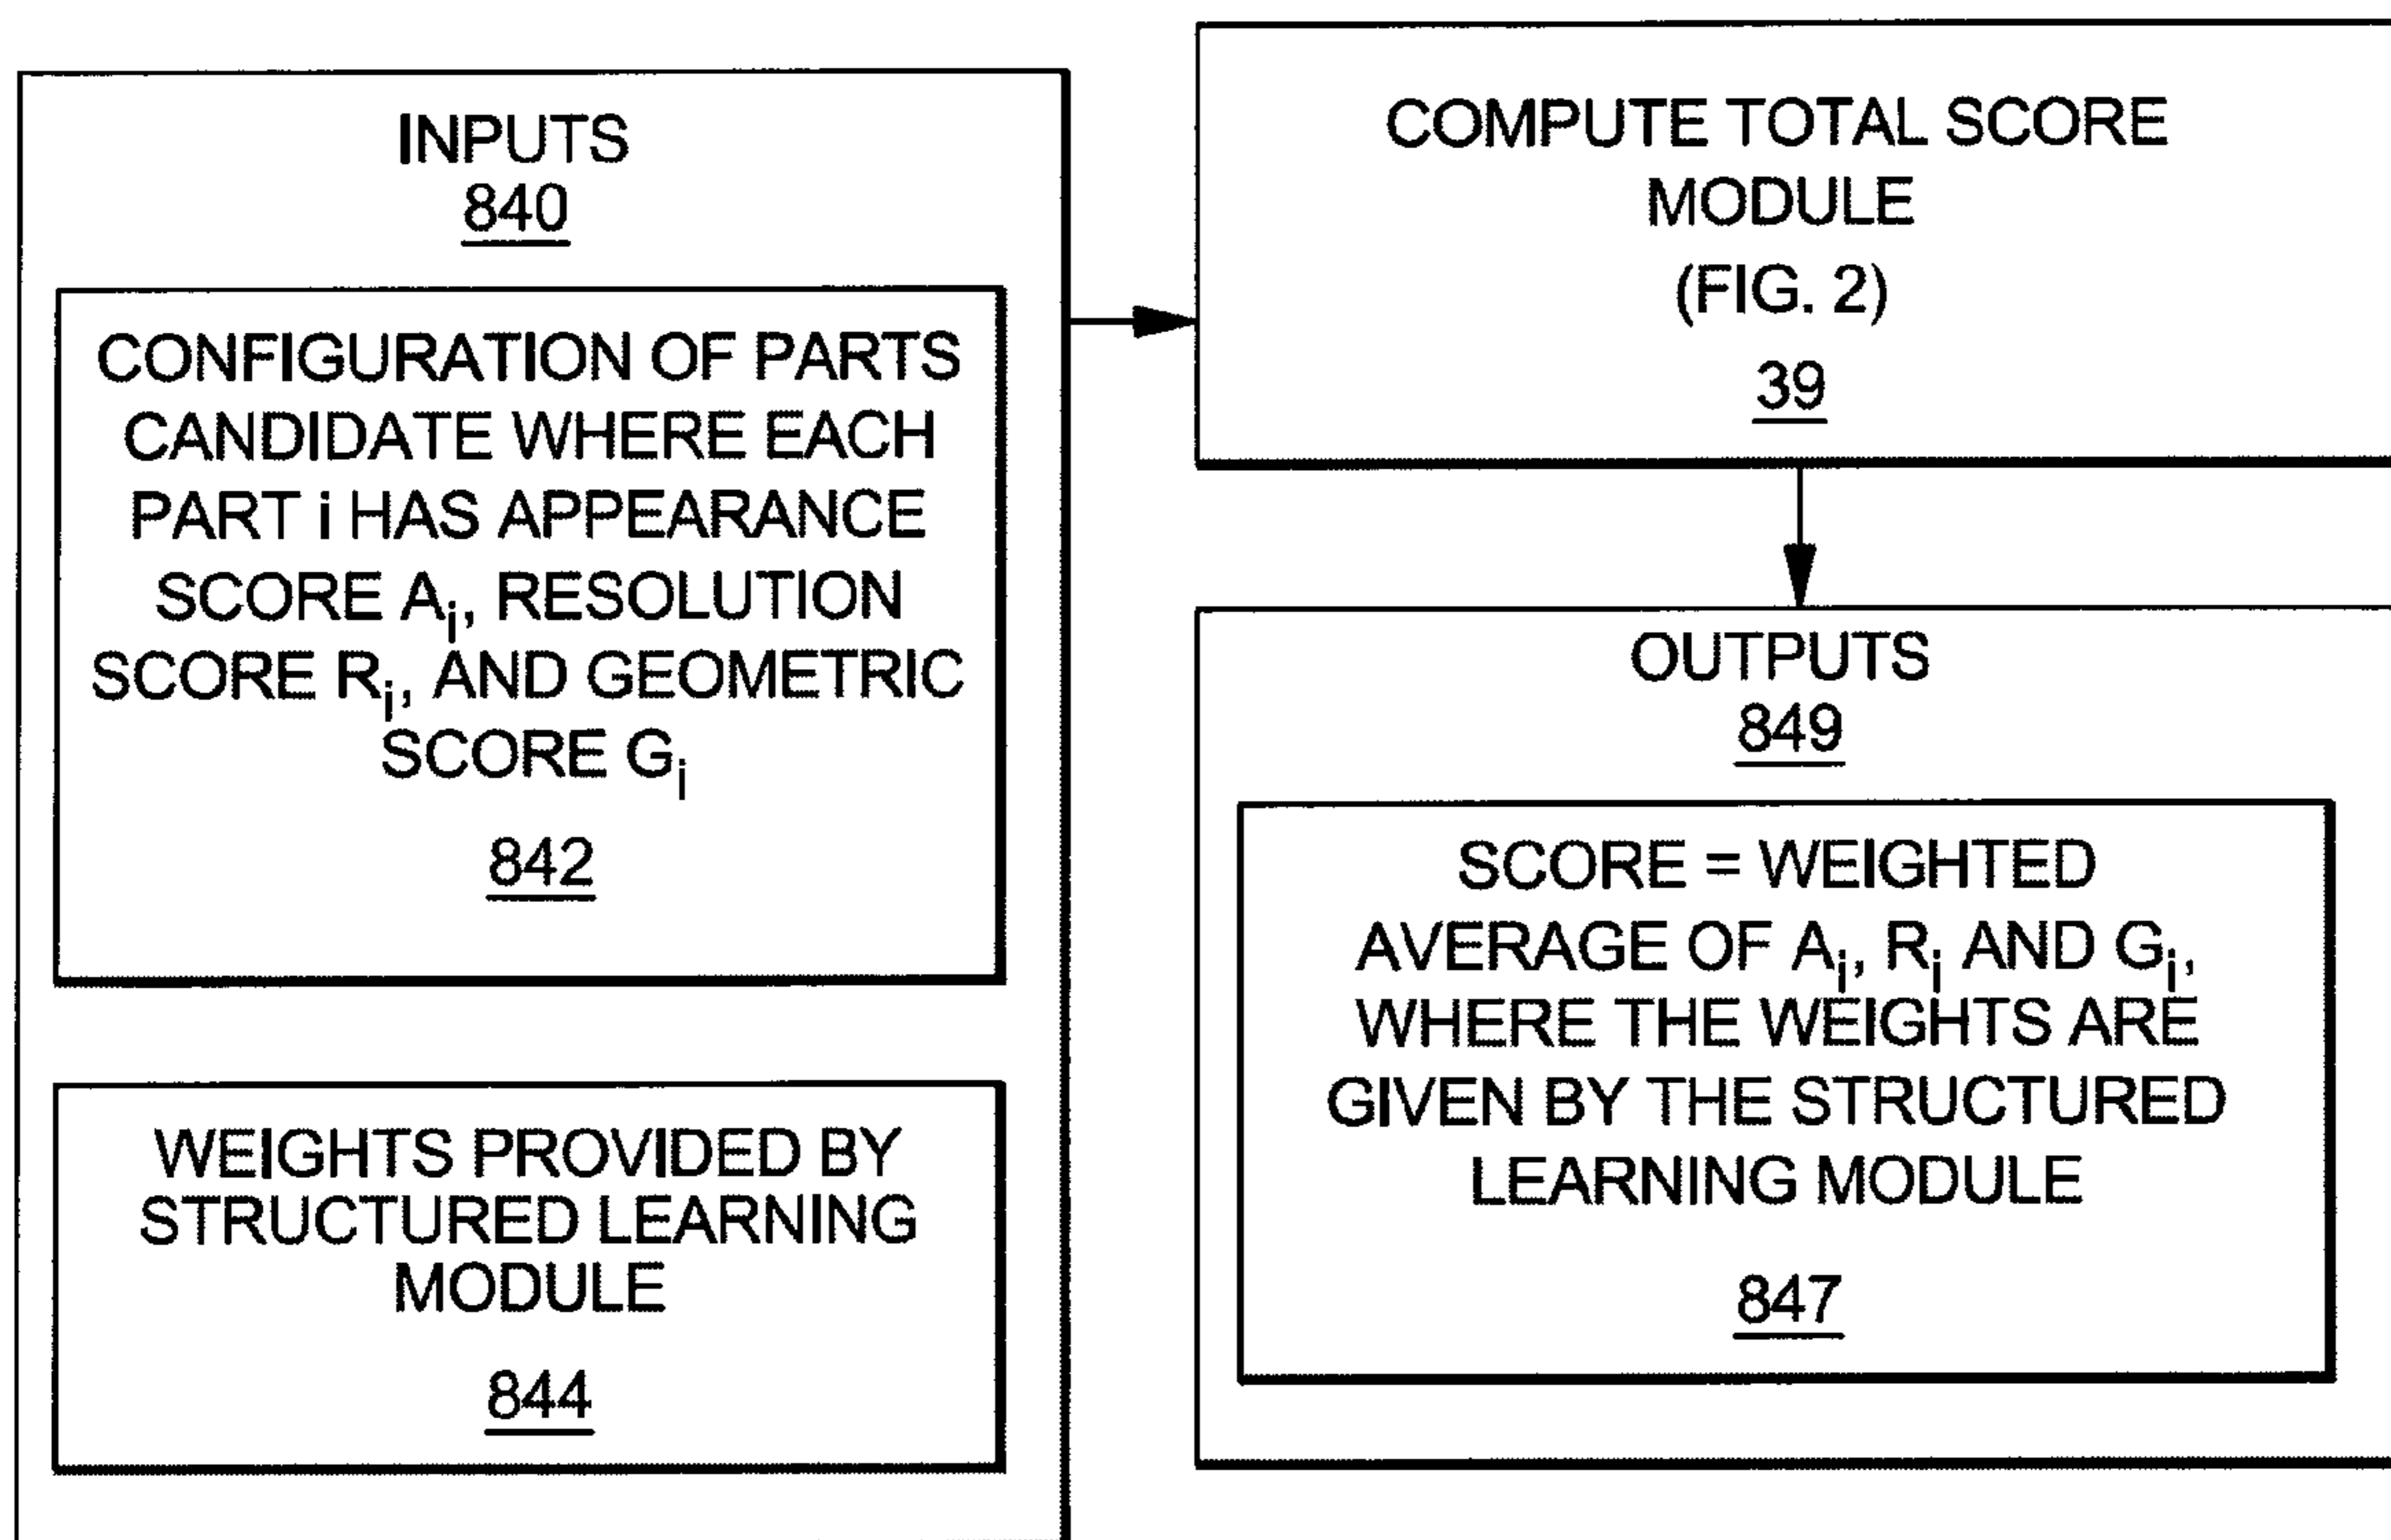 INPUTS
840
CONFIGURATION OF PARTS
CANDIDATE WHERE EACH
PART i HAS APPEARANCE
SCORE Ai, RESOLUTION
SCORE Ri, AND GEOMETRIC
SCORE Gi
842
WEIGHTS PROVIDED BY
STRUCTURED LEARNING
MODULE
844
COMPUTE TOTAL SCORE
MODULE
(FIG. 2)
39
OUTPUTS
849
SCORE = WEIGHTED
AVERAGE OF Ai, Ri AND Gi,
WHERE THE WEIGHTS ARE
GIVEN BY THE STRUCTURED
LEARNING MODULE
847